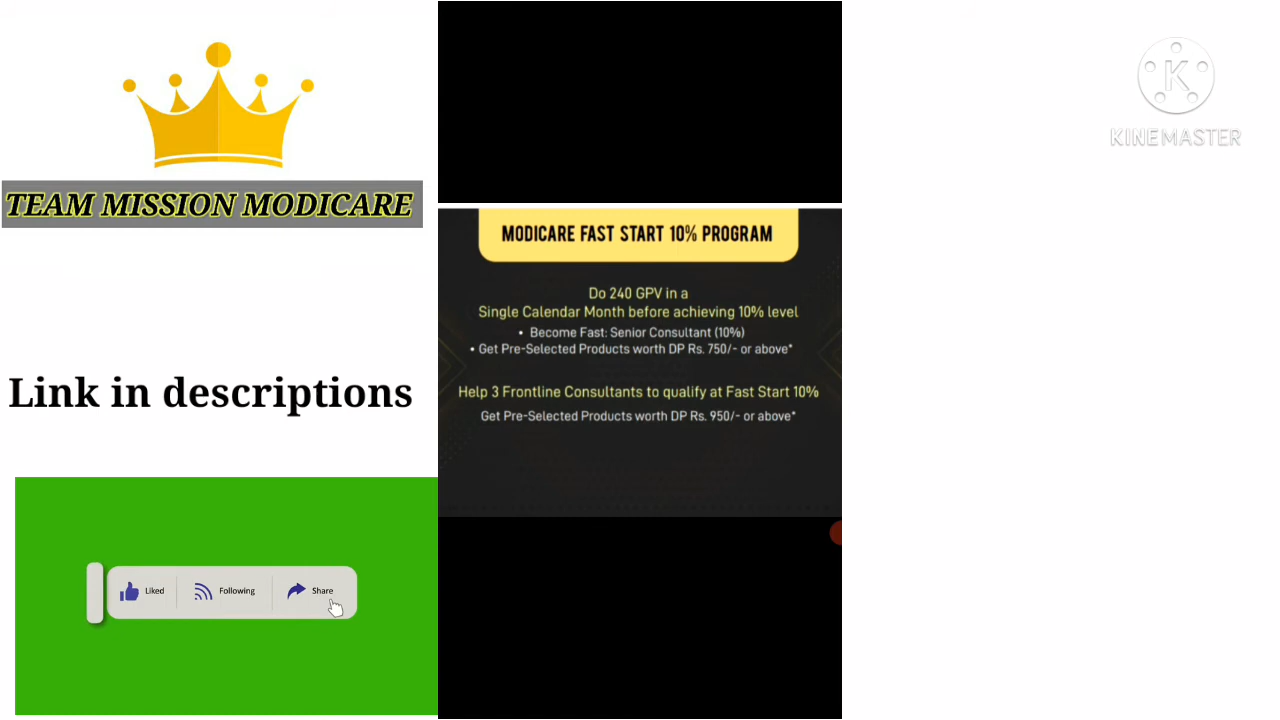 TEAM MISSION MODICARE
Link in descriptions
Liked
Following
Share
MODICARE FAST START 10% PROGRAM
Do 240 GPV in a
Single Calendar Month before achieving 10% level
• Become Fast: Senior Consultant (10%)
• Get Pre-Selected Products worth DP Rs. 750/- or above*
Help 3 Frontline Consultants to qualify at Fast Start 10%
Get Pre-Selected Products worth DP Rs. 950/- or above*
K
KINEMASTER